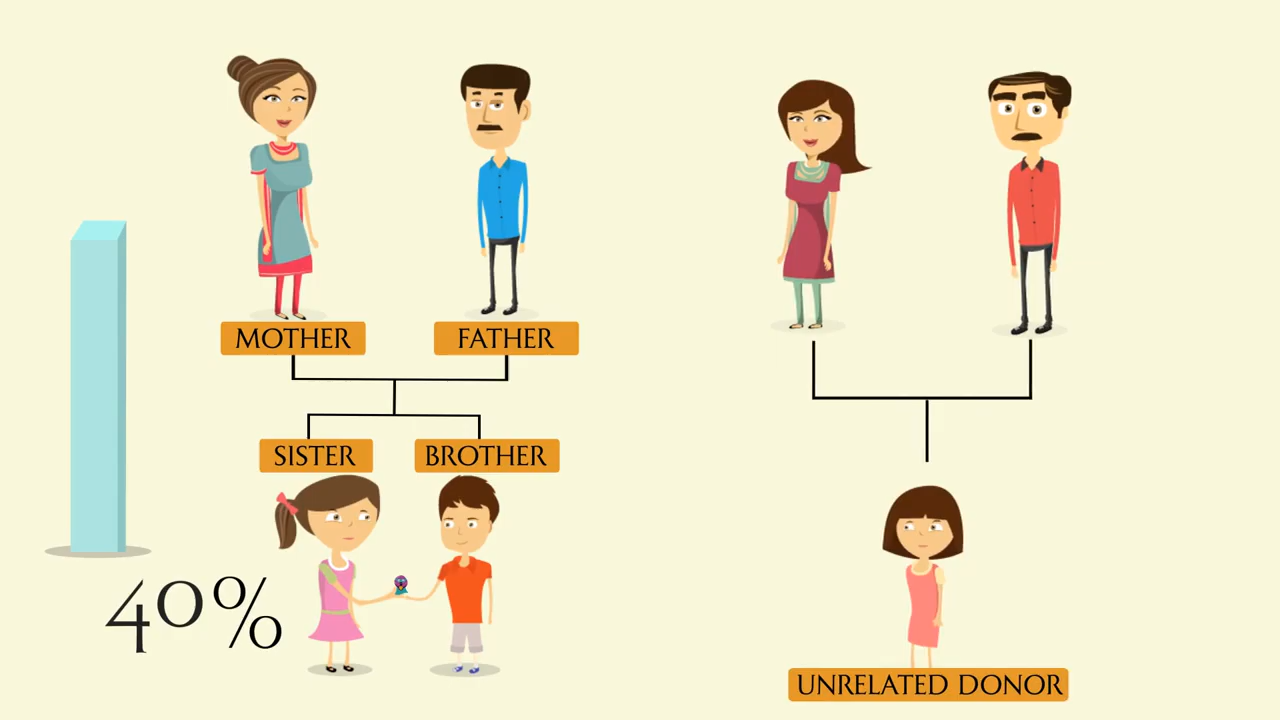 MOTHER
FATHER
SISTER
BROTHER
40%
UNRELATED DONOR